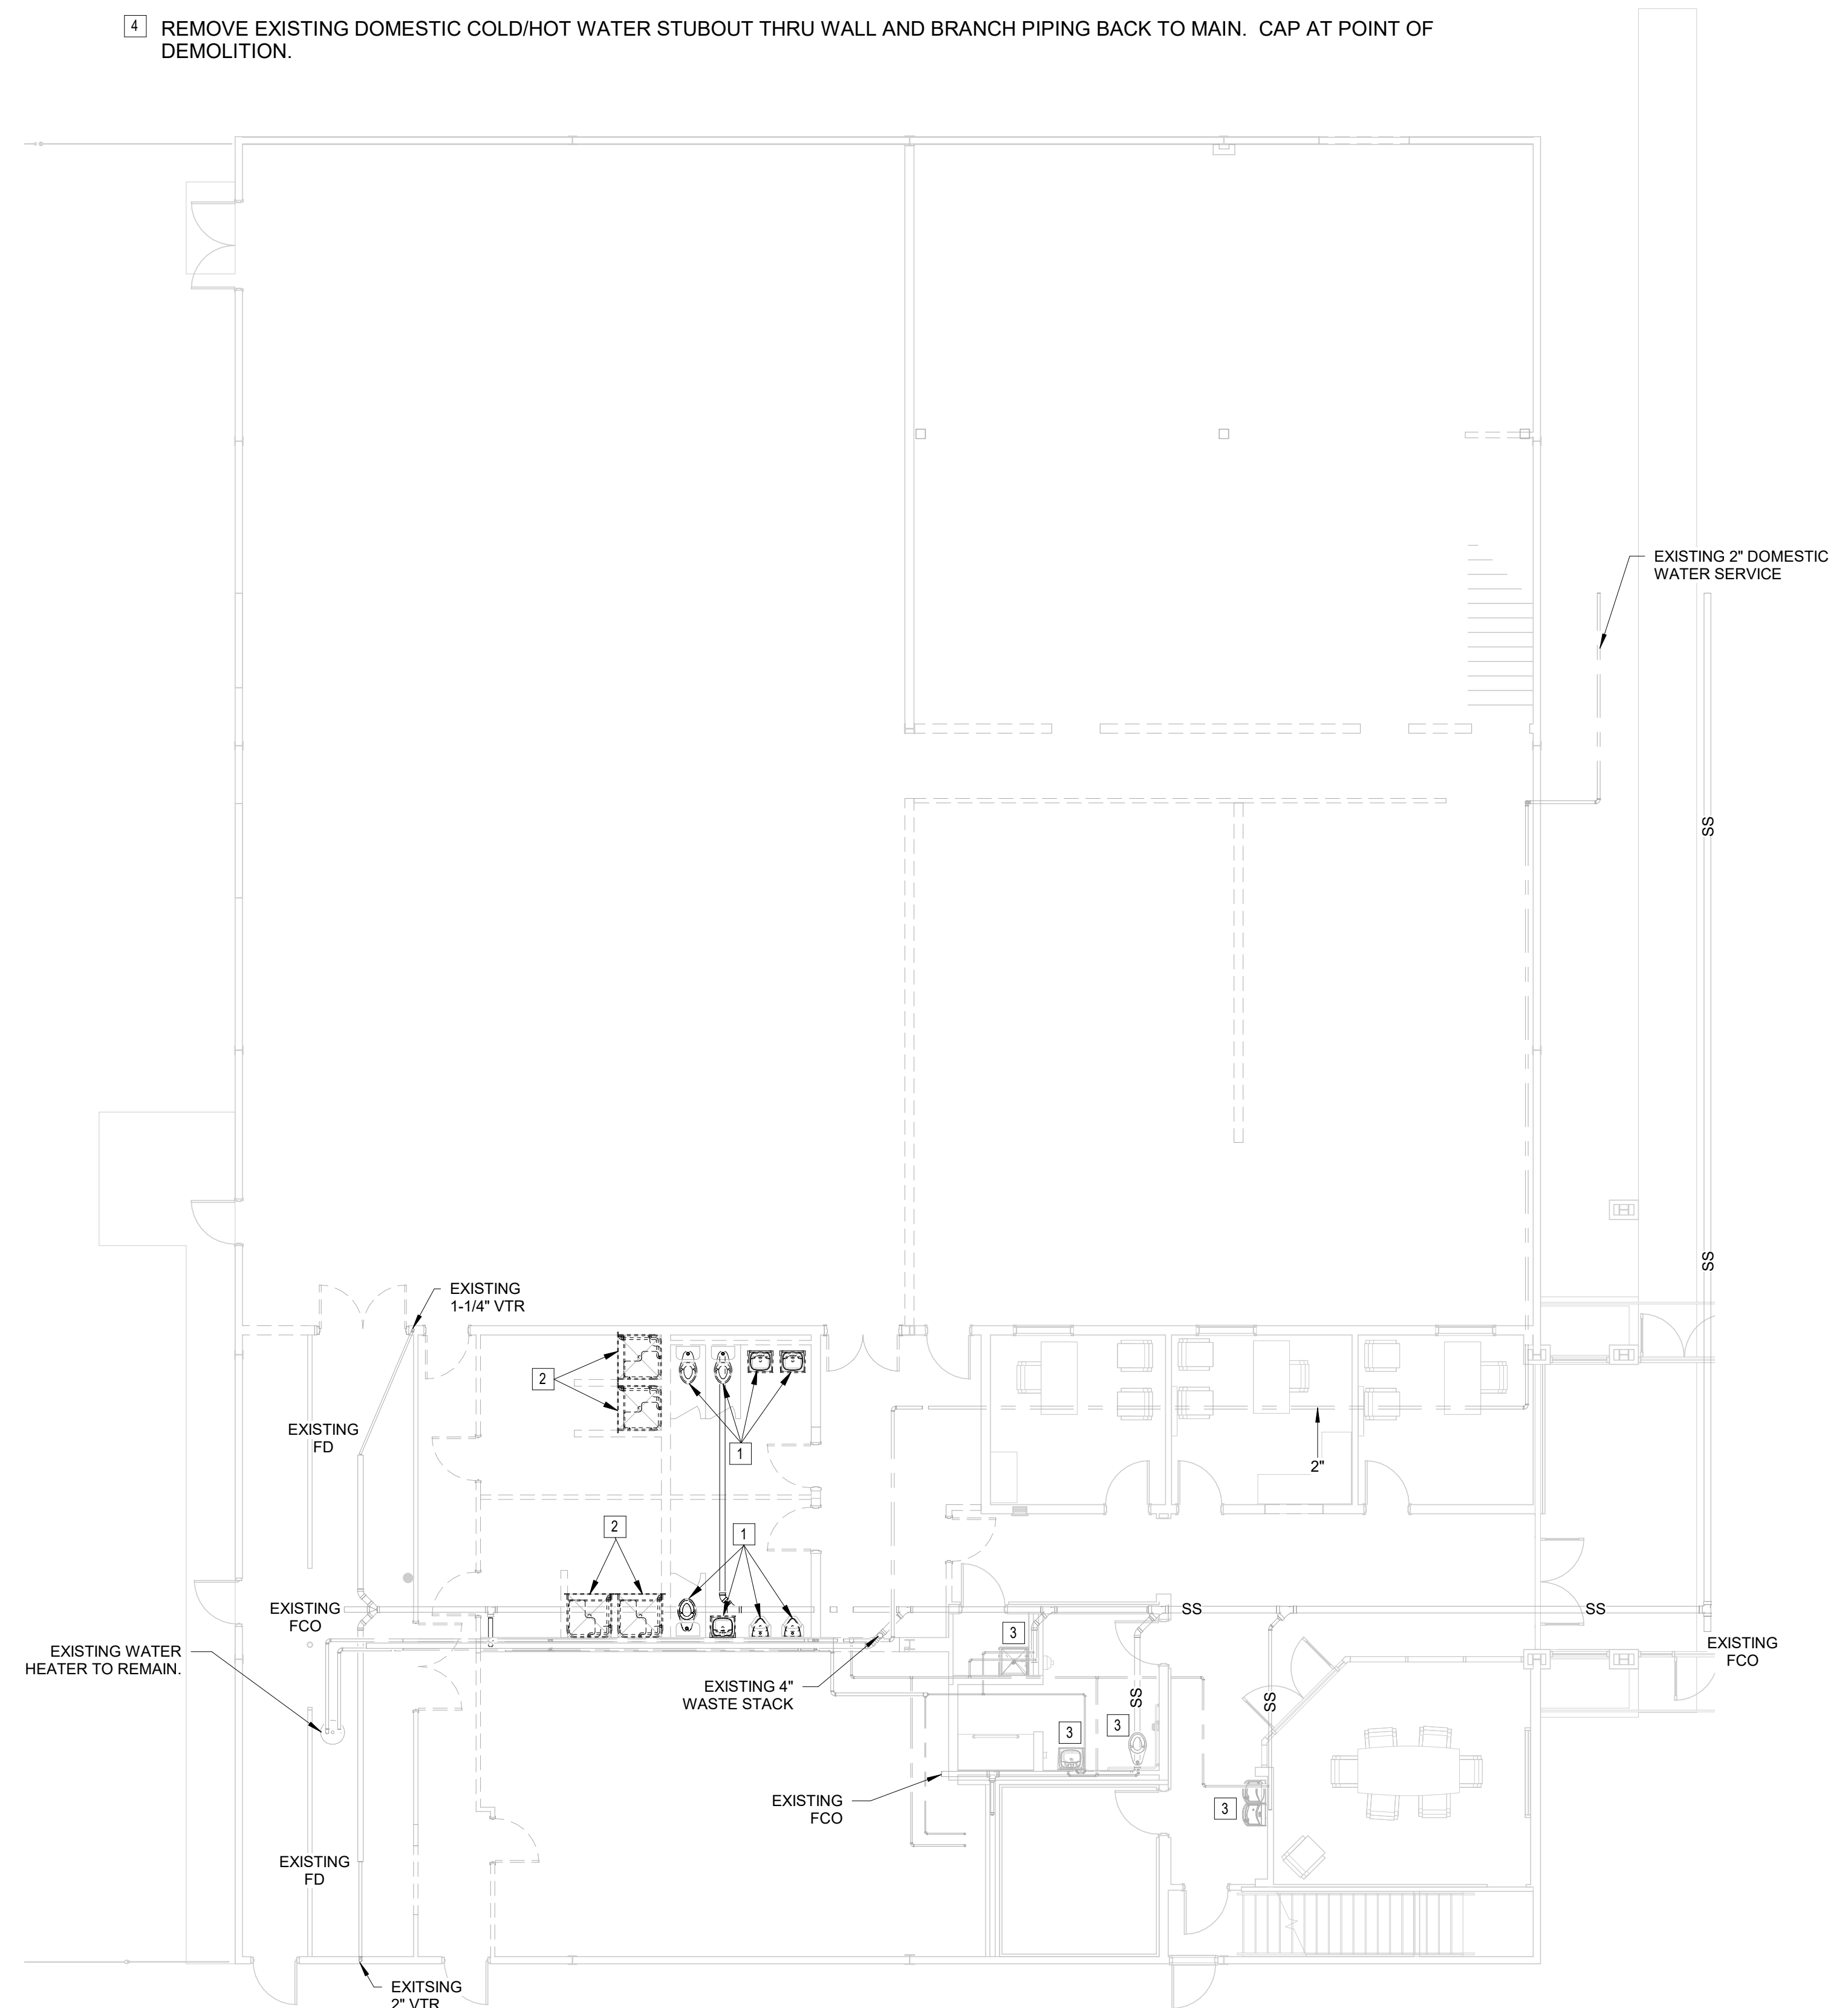 4 REMOVE EXISTING DOMESTIC COLD/HOT WATER STUBOUT THRU WALL AND BRANCH PIPING BACK TO MAIN. CAP AT POINT OF
DEMOLITION.
EXISTING 2" DOMESTIC
WATER SERVICE
SS
SS
EXISTING
1-1/4" VTR
2
EXISTING
FD
1
2"
2
1
EXISTING
FCO
SS
SS
EXISTING WATER
HEATER TO REMAIN.
3
EXISTING
FCO
EXISTING 4"
WASTE STACK
SS
SS
3
3
EXISTING
FCO
3
EXISTING
FD
EXITSING
2" VTR